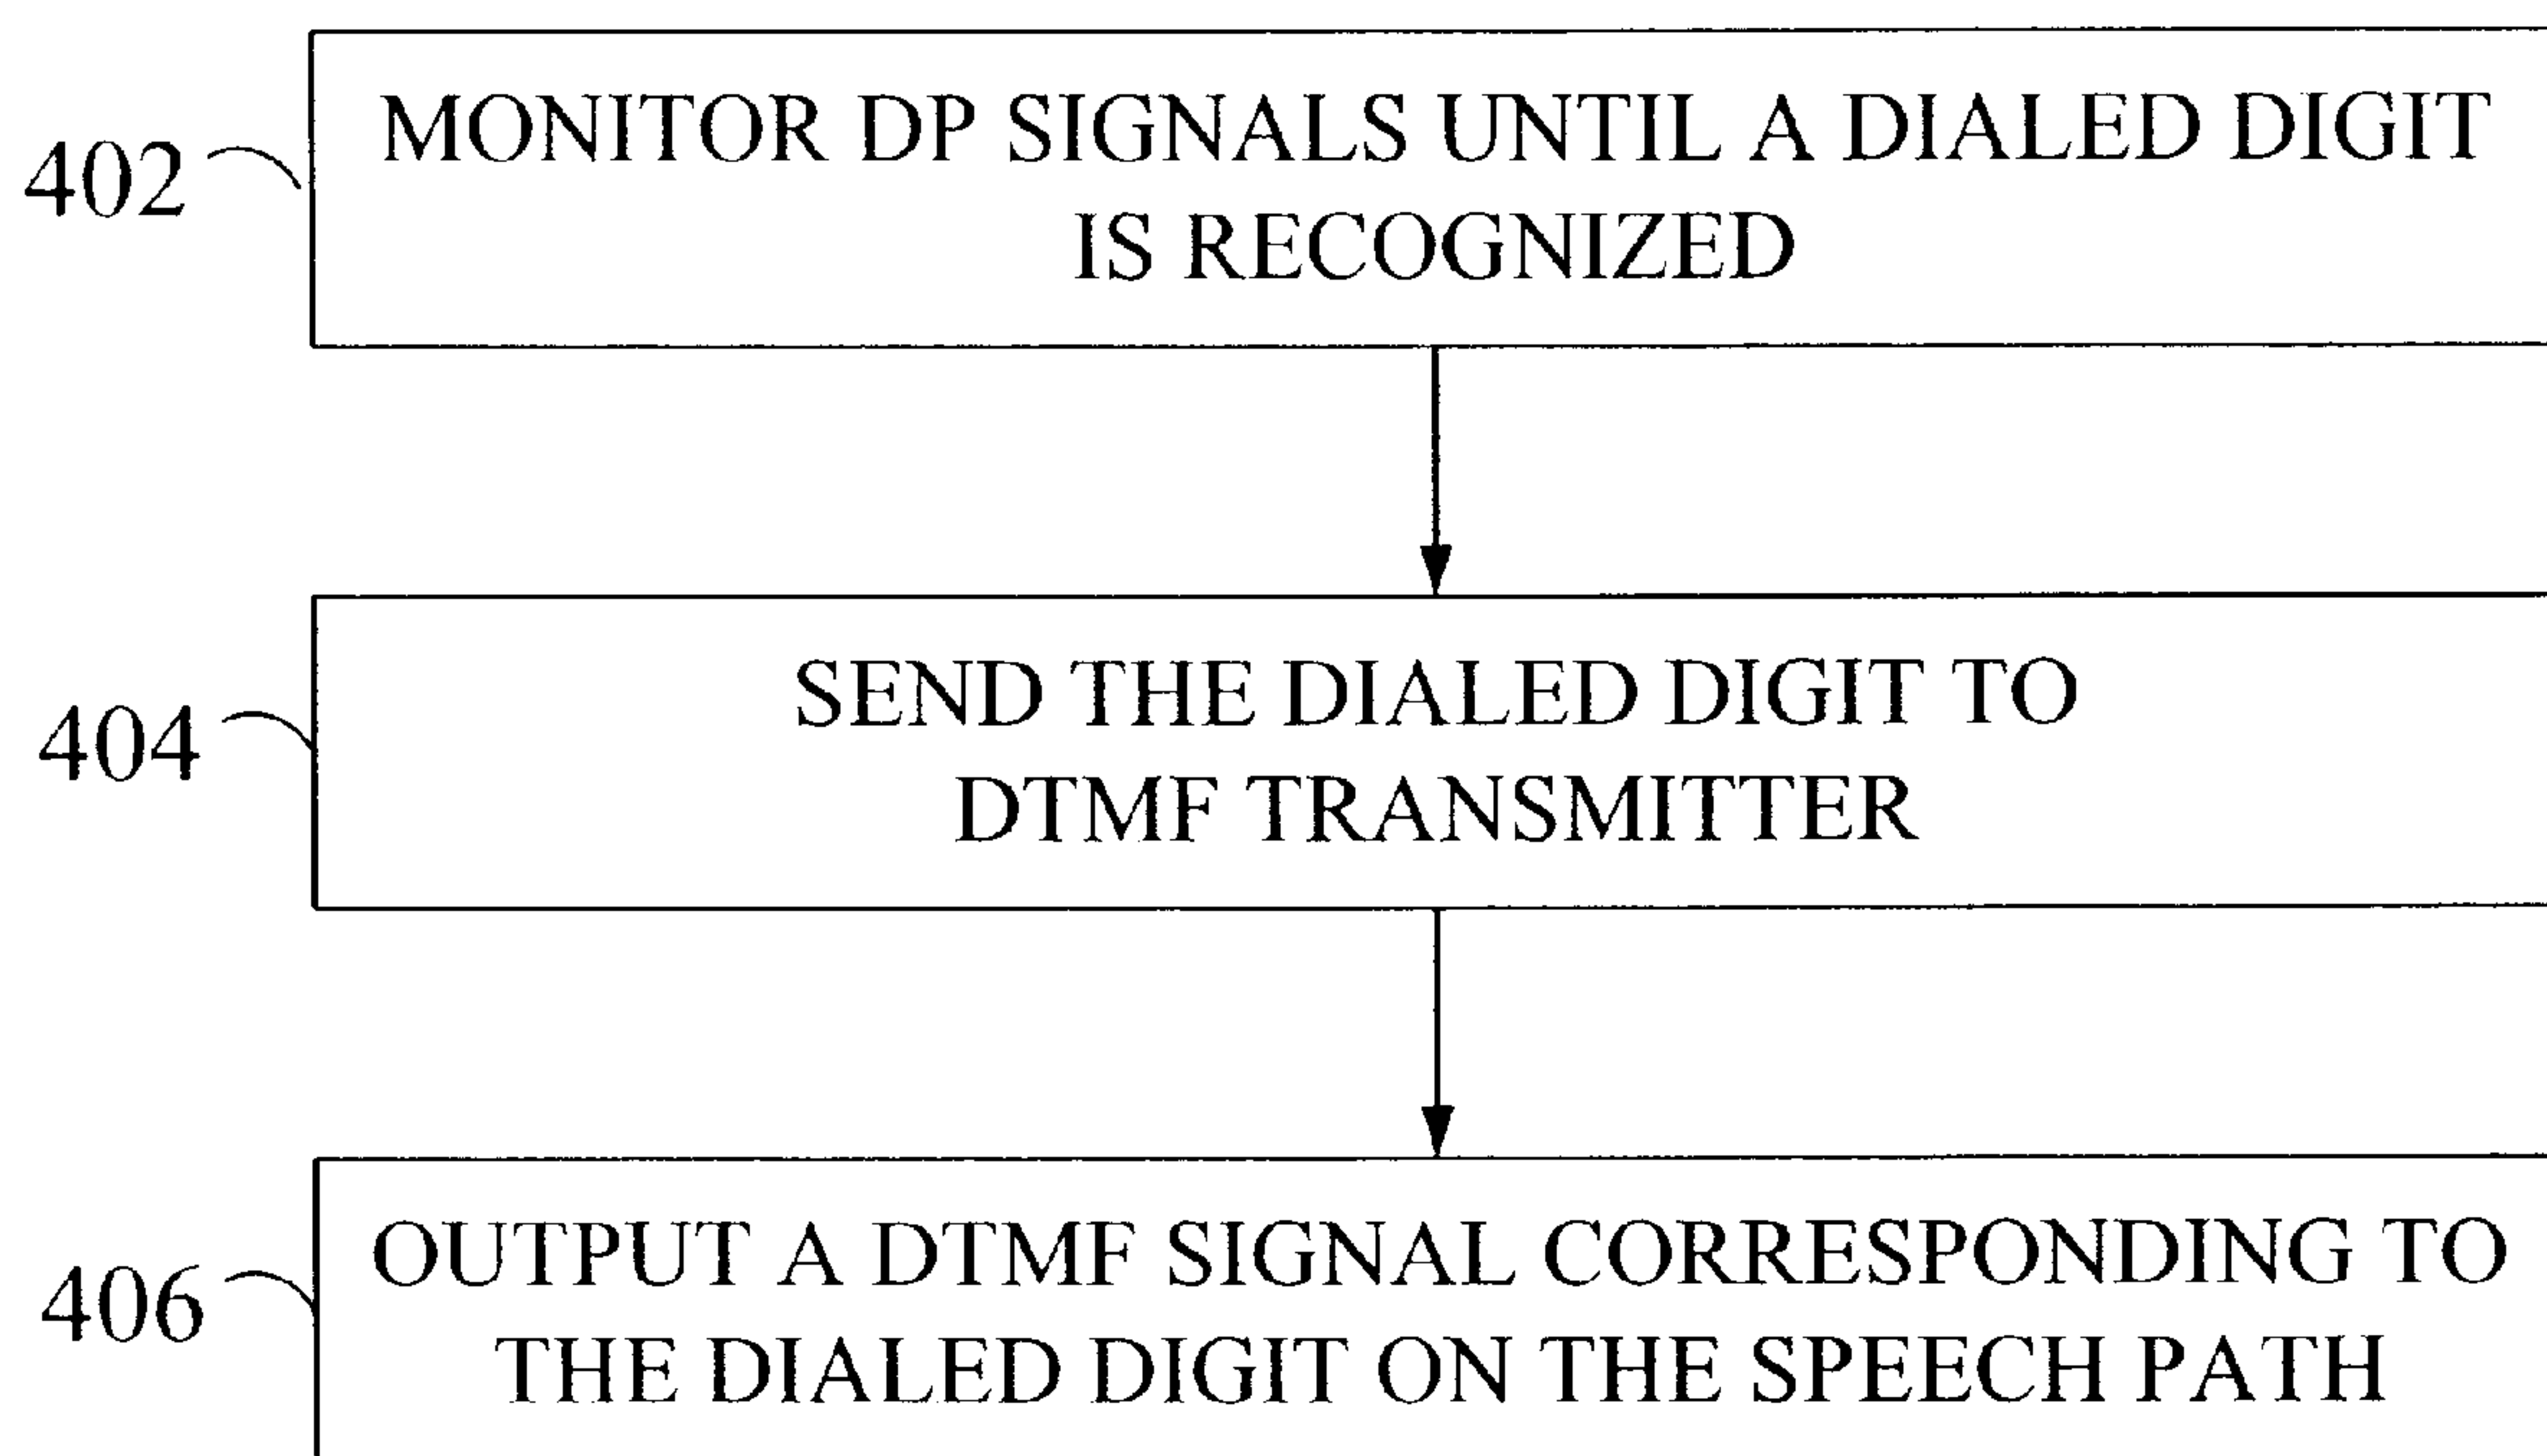 402
MONITOR DP SIGNALS UNTIL A DIALED DIGIT
IS RECOGNIZED
404
SEND THE DIALED DIGIT TO
DTMF TRANSMITTER
406
OUTPUT A DTMF SIGNAL CORRESPONDING TO
THE DIALED DIGIT ON THE SPEECH PATH